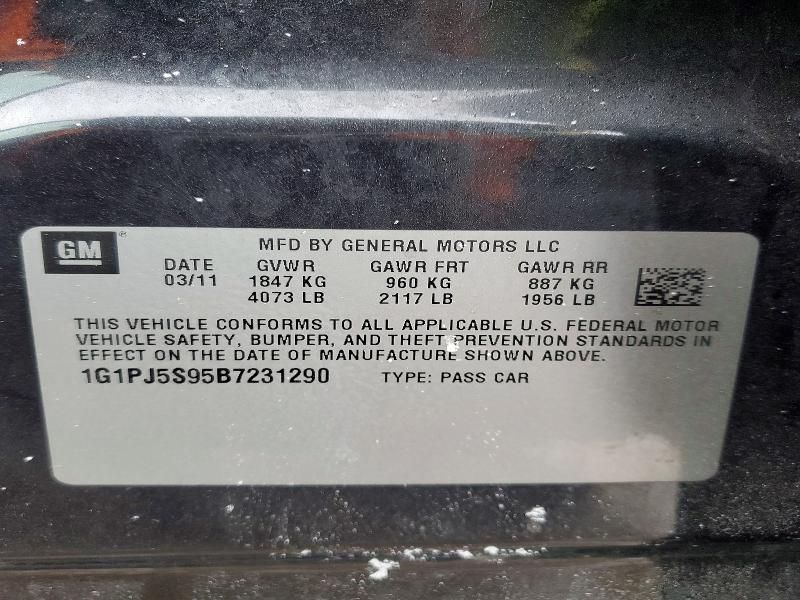 GM®
MFD BY GENERAL MOTORS LLC
DATE GVWR GAWR FRT GAWR RR
03/11 1847 KG 960 KG 887 KG
4073 LB 2117 LB 1956 LB
THIS VEHICLE CONFORMS TO ALL APPLICABLE U.S. FEDERAL MOTOR
VEHICLE SAFETY, BUMPER, AND THEFT PREVENTION STANDARDS IN
EFFECT ON THE DATE OF MANUFACTURE SHOWN ABOVE.
1G1PJ5S95B7231290 TYPE: PASS CAR